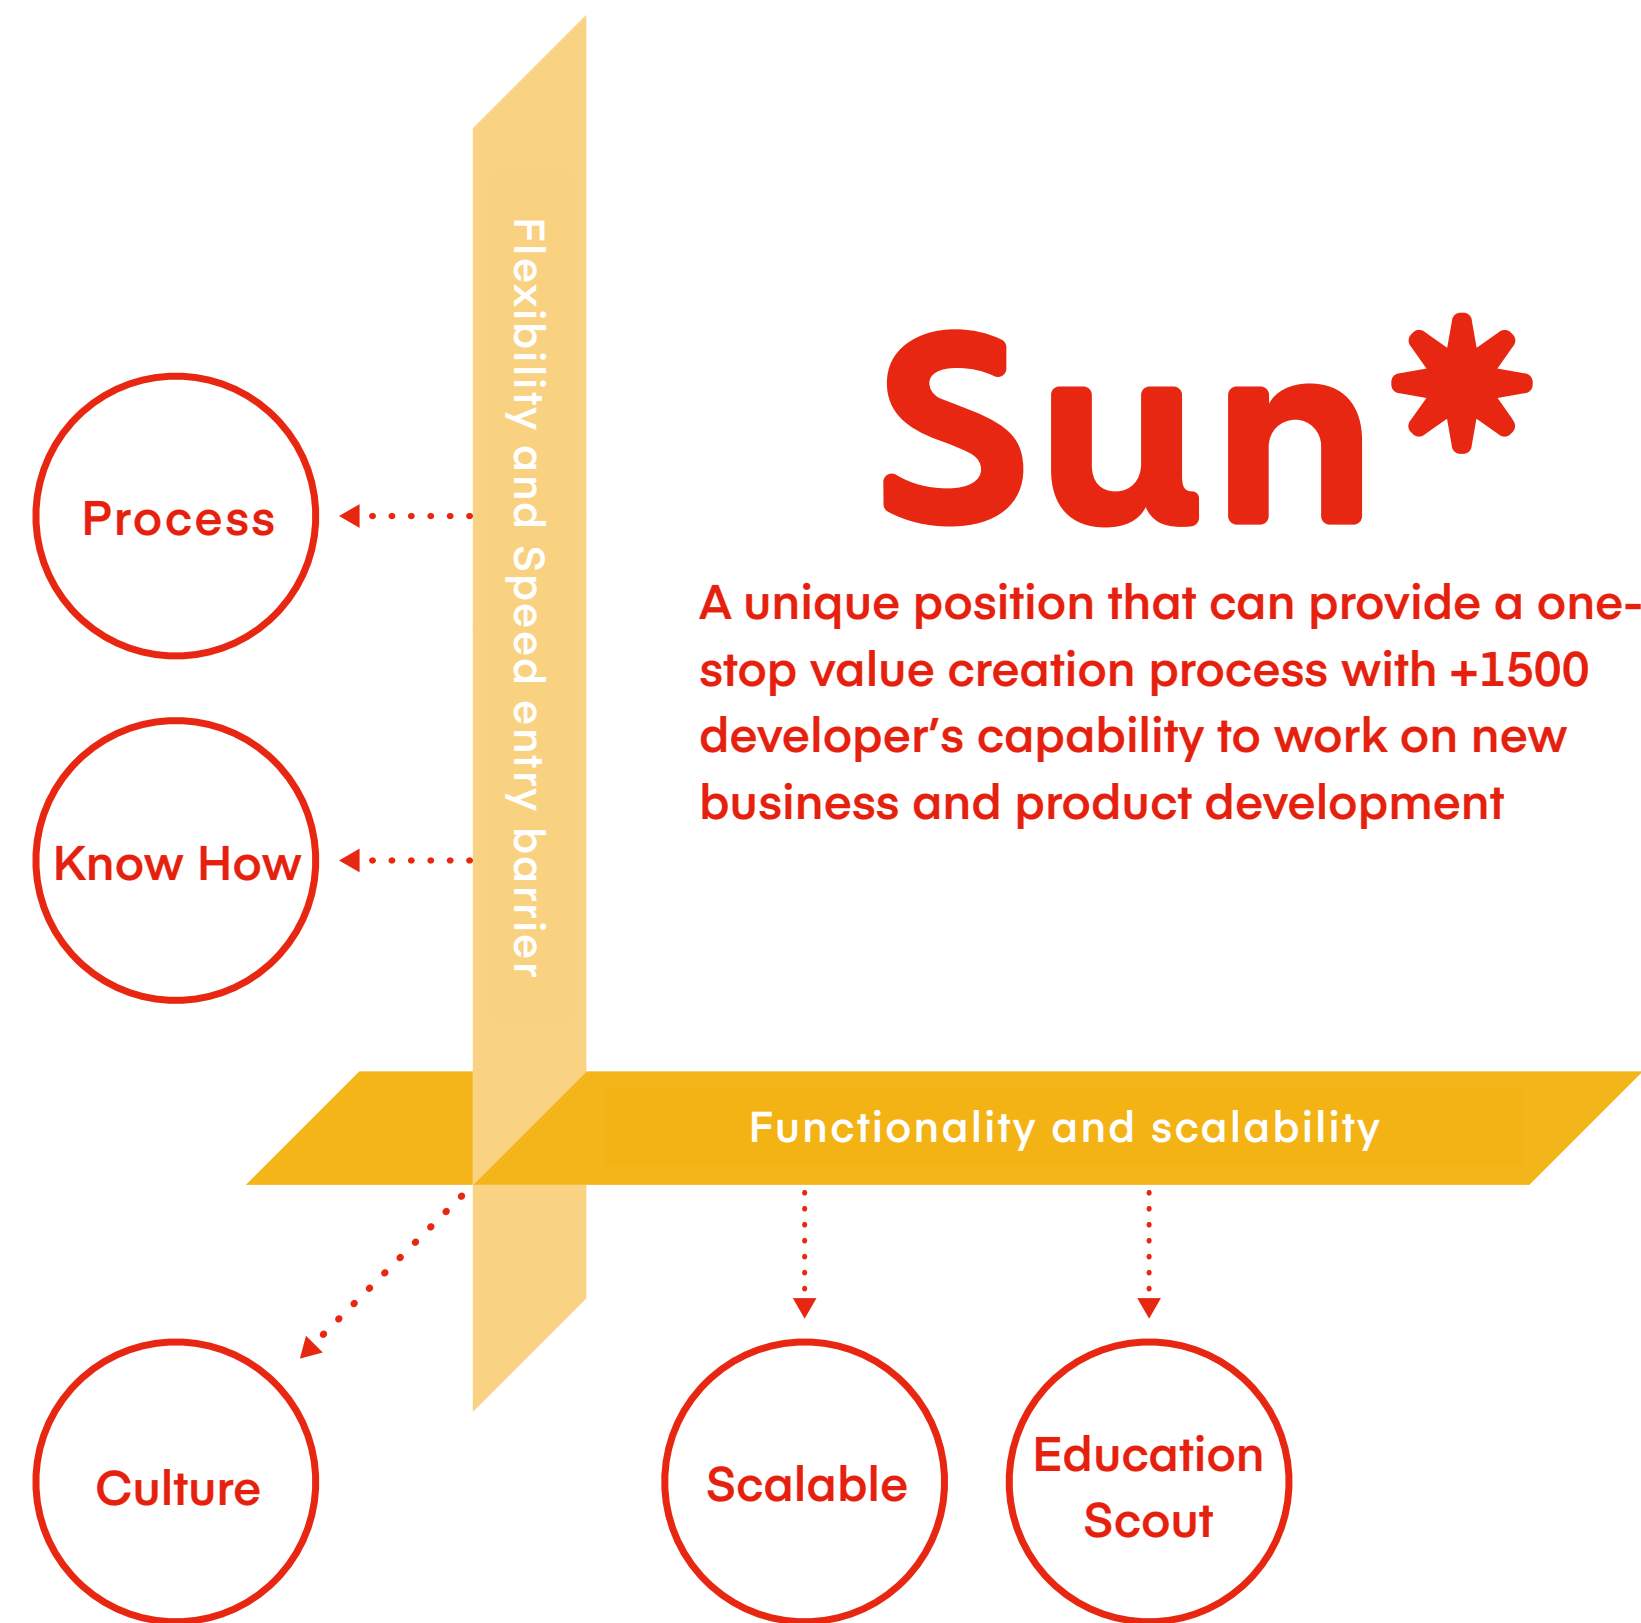 Flexibility and Speed entry barrier
Sun*
A unique position that can provide a one-
stop value creation process with +1500
developer’s capability to work on new
business and product development
Process
Know How
Functionality and scalability
Culture
Scalable
Education
Scout